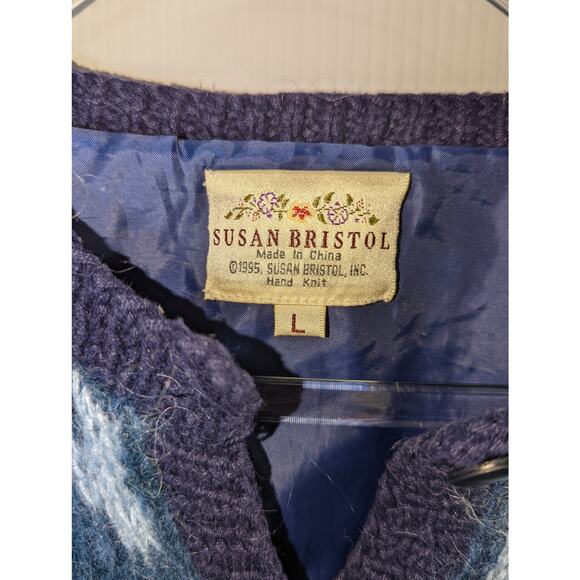 SUSAN BRISTOL
Made In China
©1995, SUSAN BRISTOL, INC.
Hand Knit
L